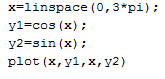 x=linspace(0,3*pi);
y1=cos(x);
y2=sin(x);
plot(x,y1,x,y2)